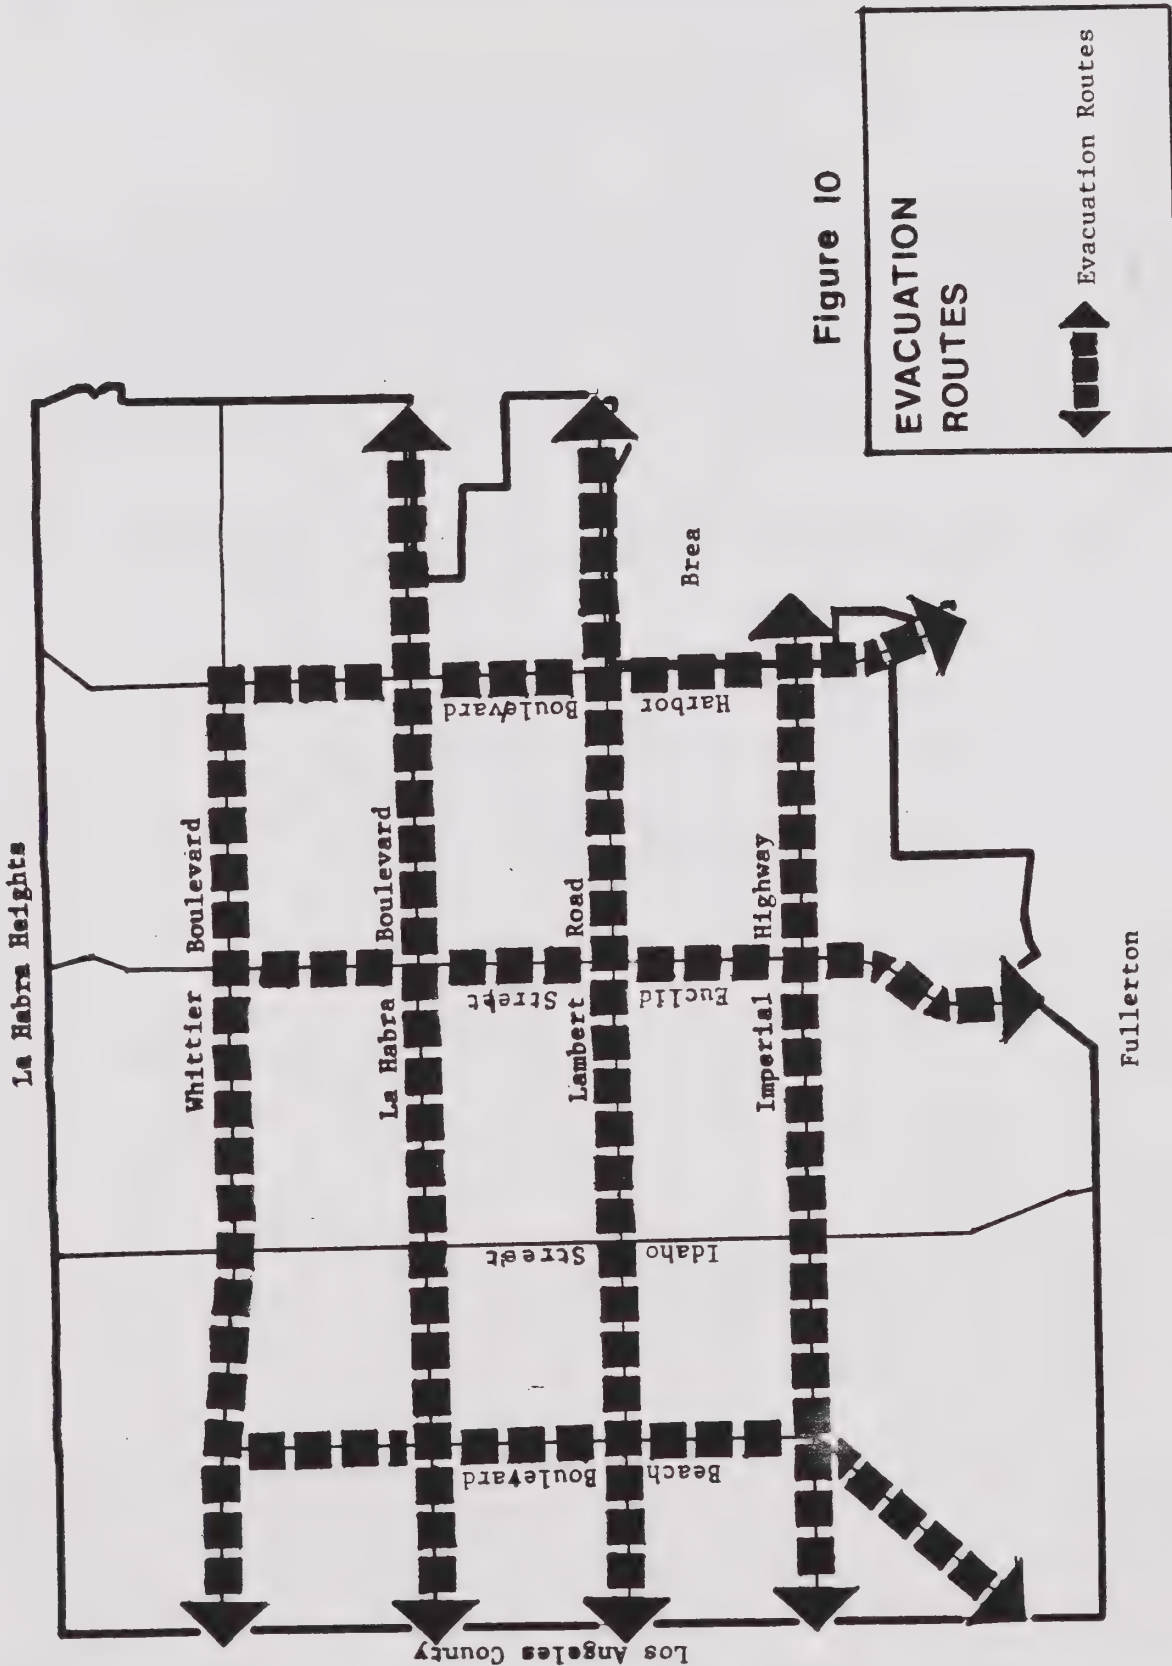 La Habra Heights
Whittier Boulevard
La Habra Boulevard
Lambert Road
Imperial Highway
Harbor Boulevard
Euclid Street
Idaho Street
Beach Boulevard
Los Angeles County
Brea
Fullerton
Figure 10
EVACUATION
ROUTES
Evacuation Routes